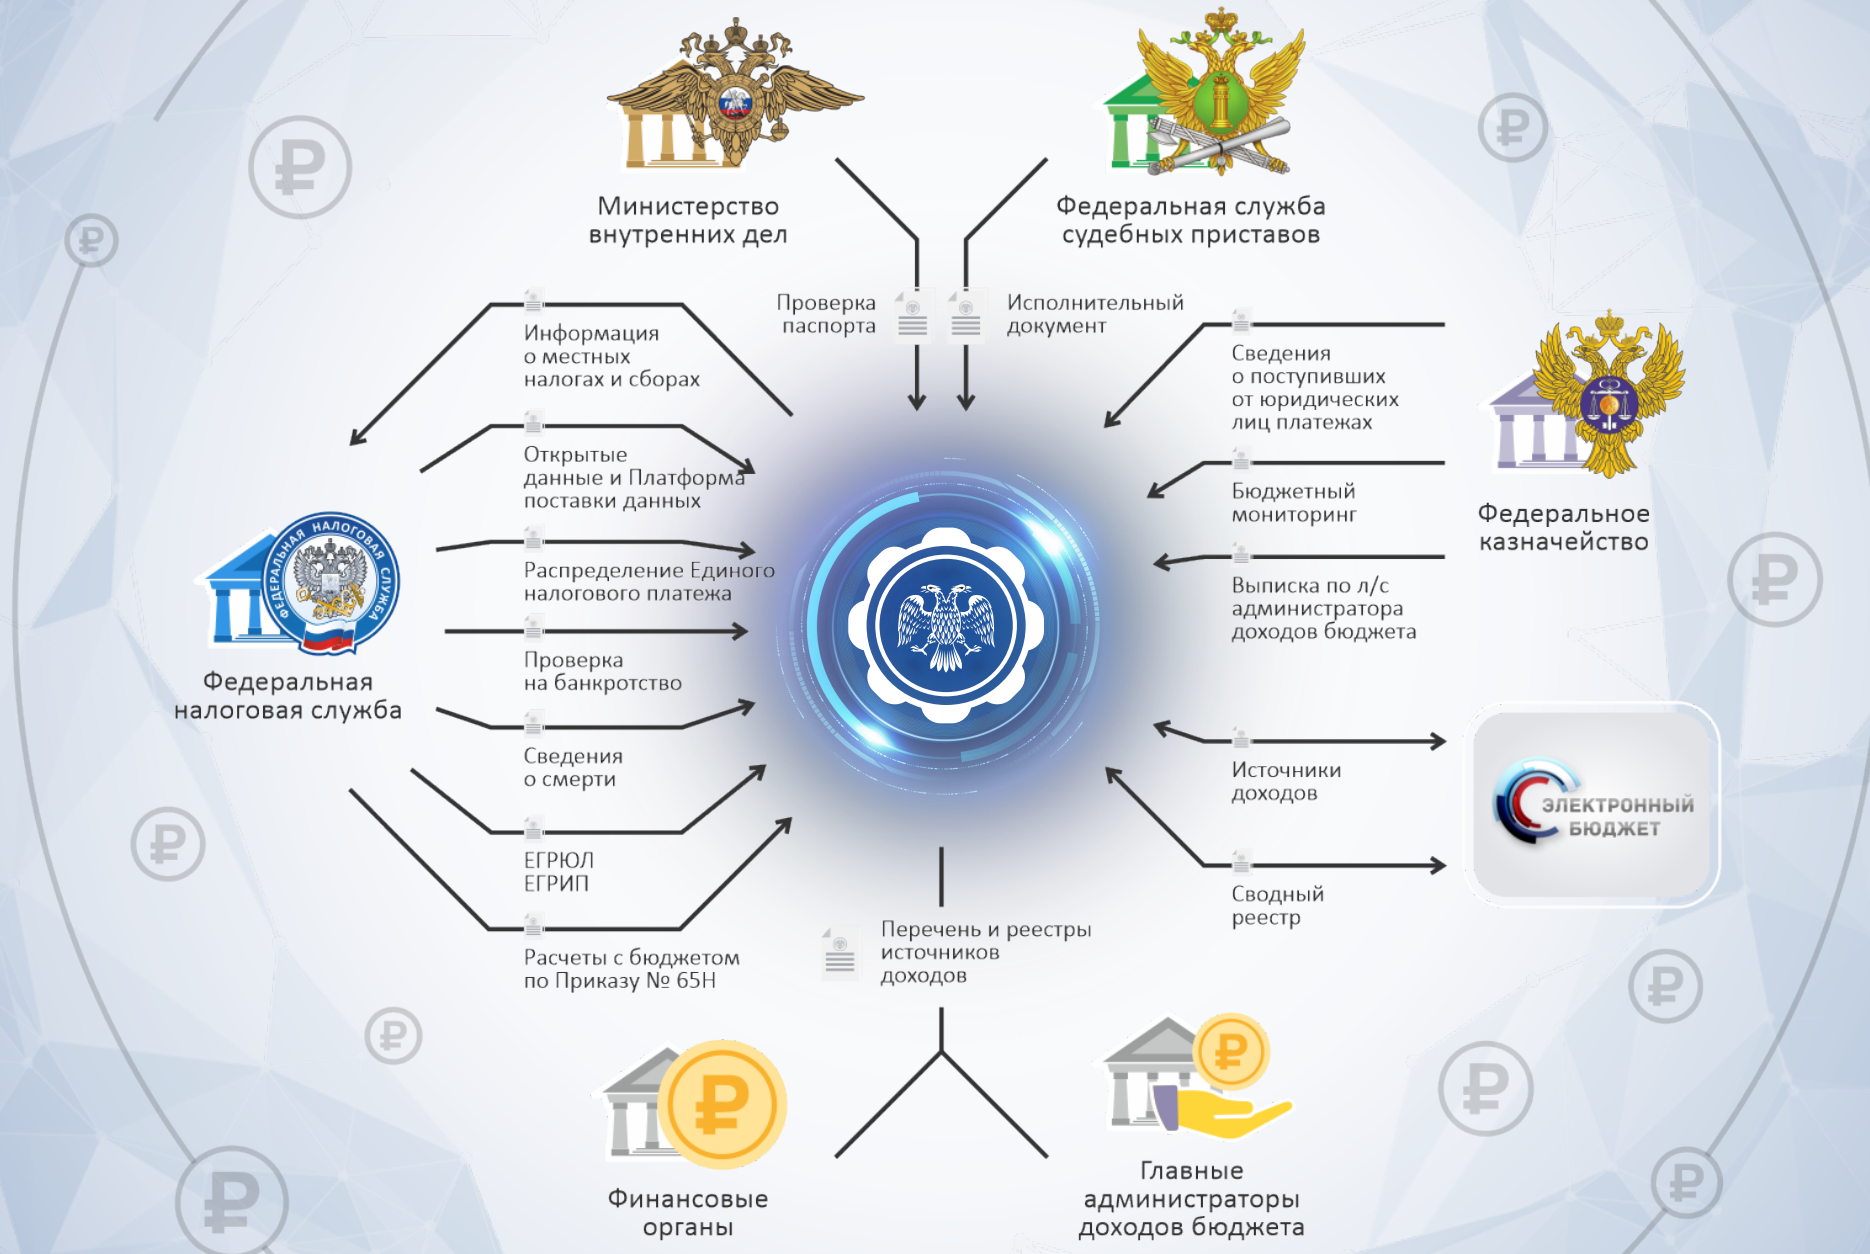 Министерство
внутренних дел
Федеральная служба
судебных приставов
Проверка
паспорта
Исполнительный
документ
Информация
о местных
налогах и сборах
Открытые
данные и Платформа
поставки данных
Распределение Единого
налогового платежа
Проверка
на банкротство
Сведения
о смерти
ЕГРЮЛ
ЕГРИП
Расчеты с бюджетом
по Приказу № 65Н
ФЕДЕРАЛЬНАЯ НАЛОГОВАЯ СЛУЖБА
Федеральная
налоговая служба
Сведения
о поступивших
от юридических
лиц платежах
Бюджетный
мониторинг
Выписка по л/с
администратора
доходов бюджета
Федеральное
казначейство
Источники
доходов
Сводный
реестр
ЭЛЕКТРОННЫЙ
БЮДЖЕТ
Перечень и реестры
источников
доходов
Финансовые
органы
Главные
администраторы
доходов бюджета